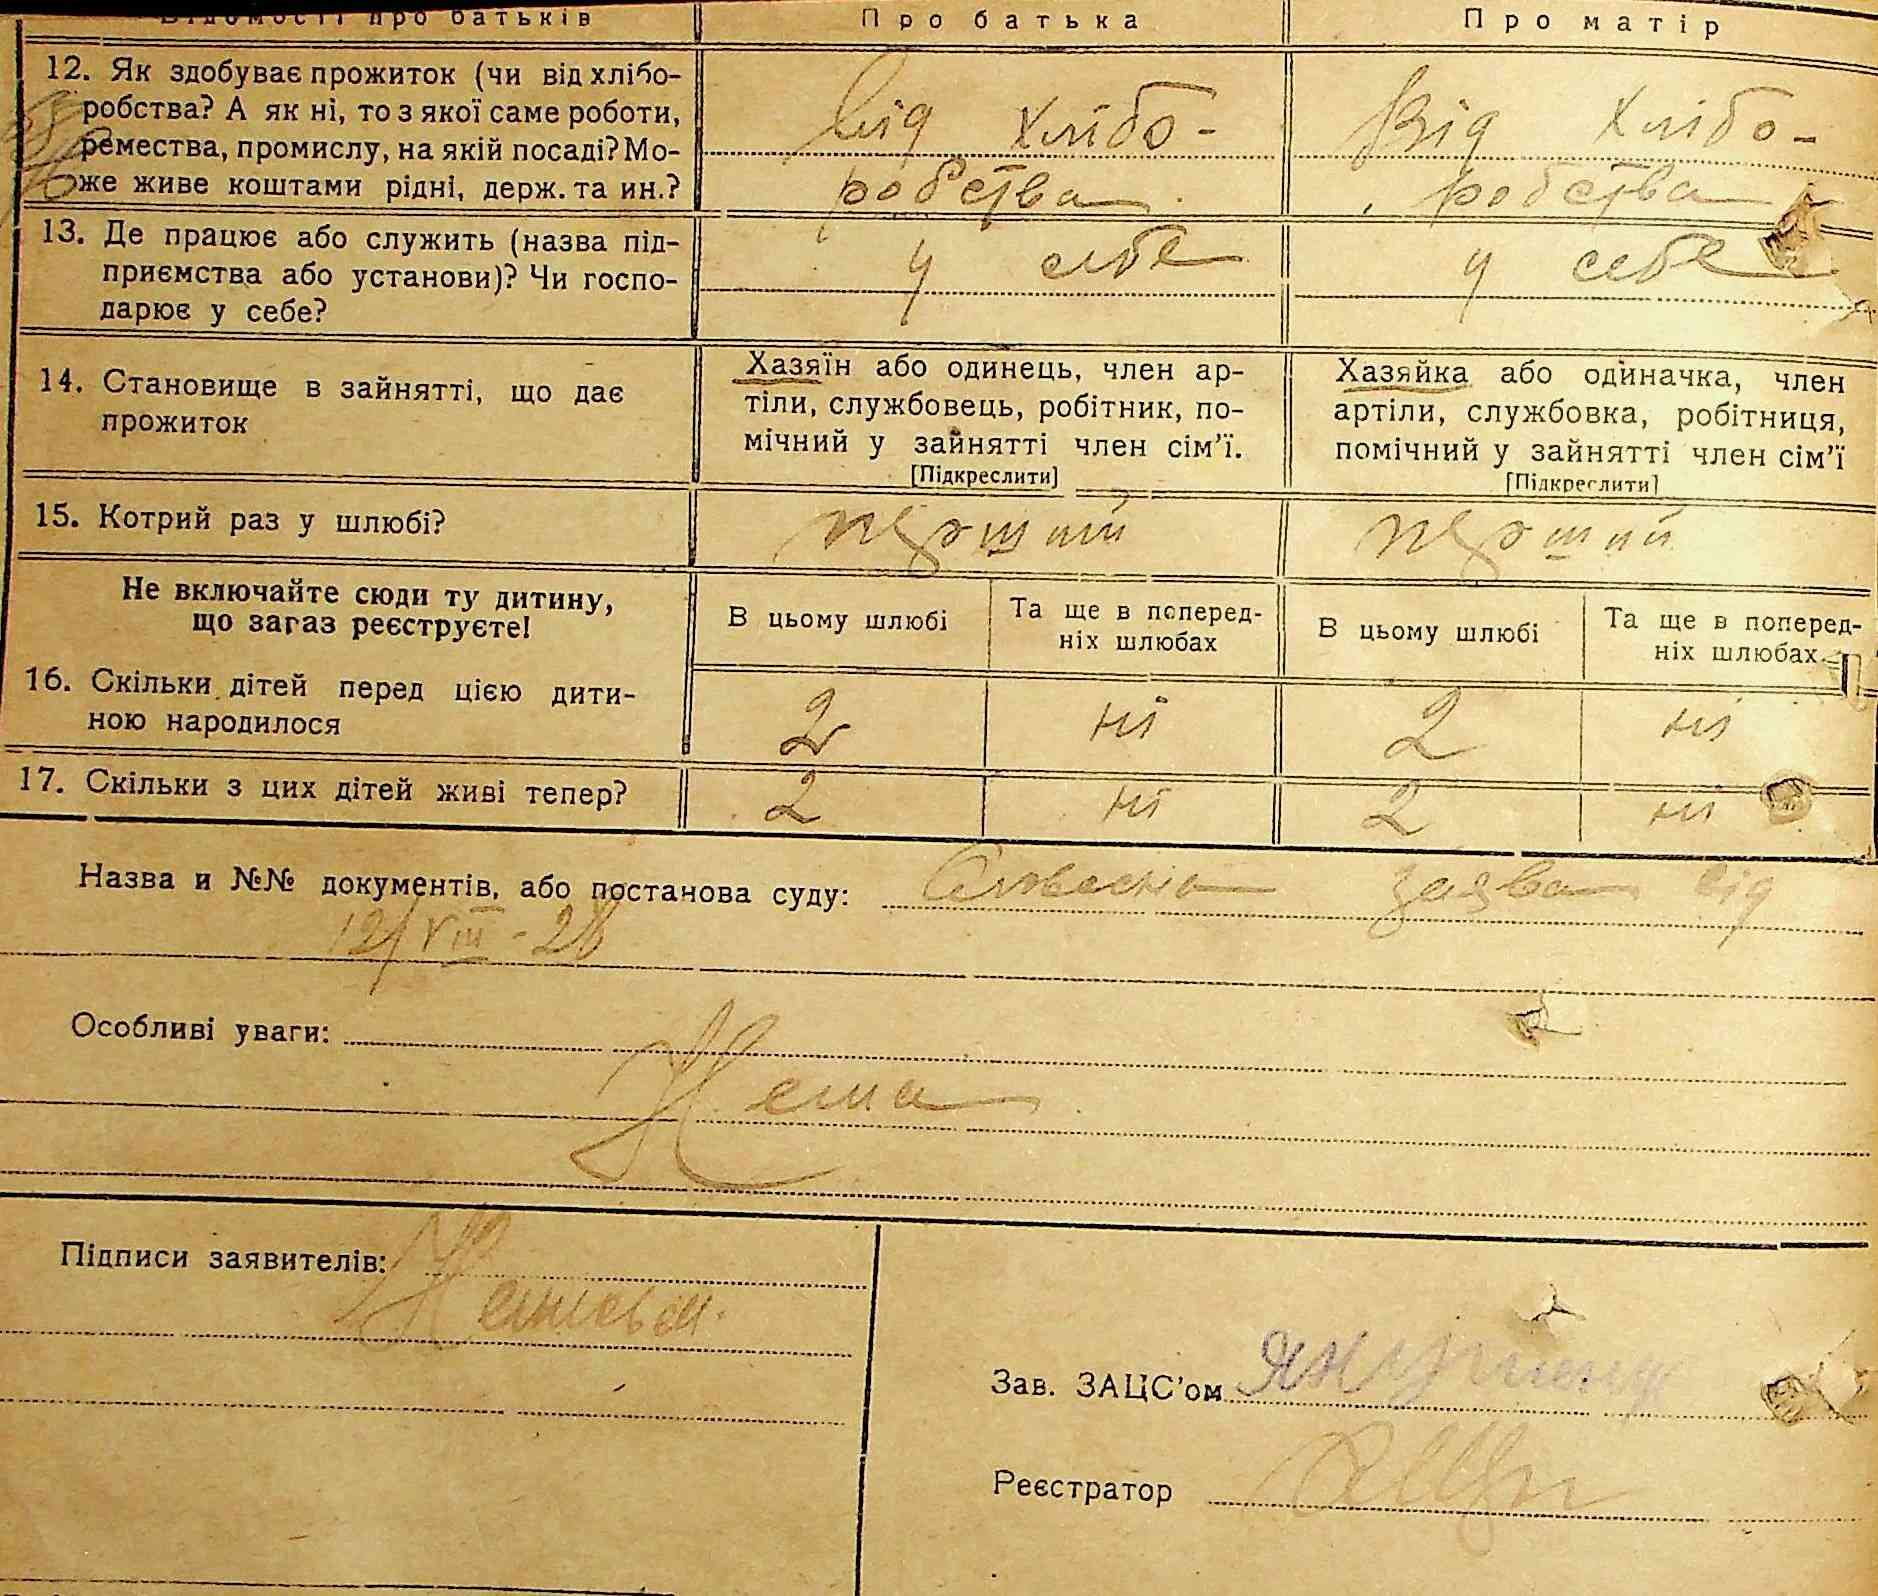 Відомості про батьків Про батька Про матір
12. Як здобуває прожиток (чи від хлібо-
робства? А як ні, то з якої саме роботи,
ремества, промислу, на якій посаді? Мо-
же живе коштами рідні, держ. та ин.?
Від хлібо-
робства
Від хлібо-
робства
13. Де працює або служить (назва під-
приємства або установи)? Чи госпо-
дарює у себе?
у себе
у себе
14. Становище в зайнятті, що дає
прожиток
Хазяїн або одинець, член ар-
тіли, службовець, робітник, по-
мічний у зайнятті член сім'ї.
[Підкреслити]
Хазяйка або одиначка, член
артіли, службовка, робітниця,
помічний у зайнятті член сім'ї
[Підкреслити]
15. Котрий раз у шлюбі?
перший
перший
Не включайте сюди ту дитину,
що зараз реєструєте!
В цьому шлюбі
Та ще в поперед-
ніх шлюбах
В цьому шлюбі
Та ще в поперед-
ніх шлюбах
16. Скільки дітей перед цією дити-
ною народилося
2 ні 2 ні
17. Скільки з цих дітей живі тепер?
2 ні 2 ні
Назва и №№ документів, або постанова суду: Словесна заява від
12/VIII-28
Особливі уваги:
Нема
Підписи заявителів:
Зав. ЗАЦС'ом
Реєстратор